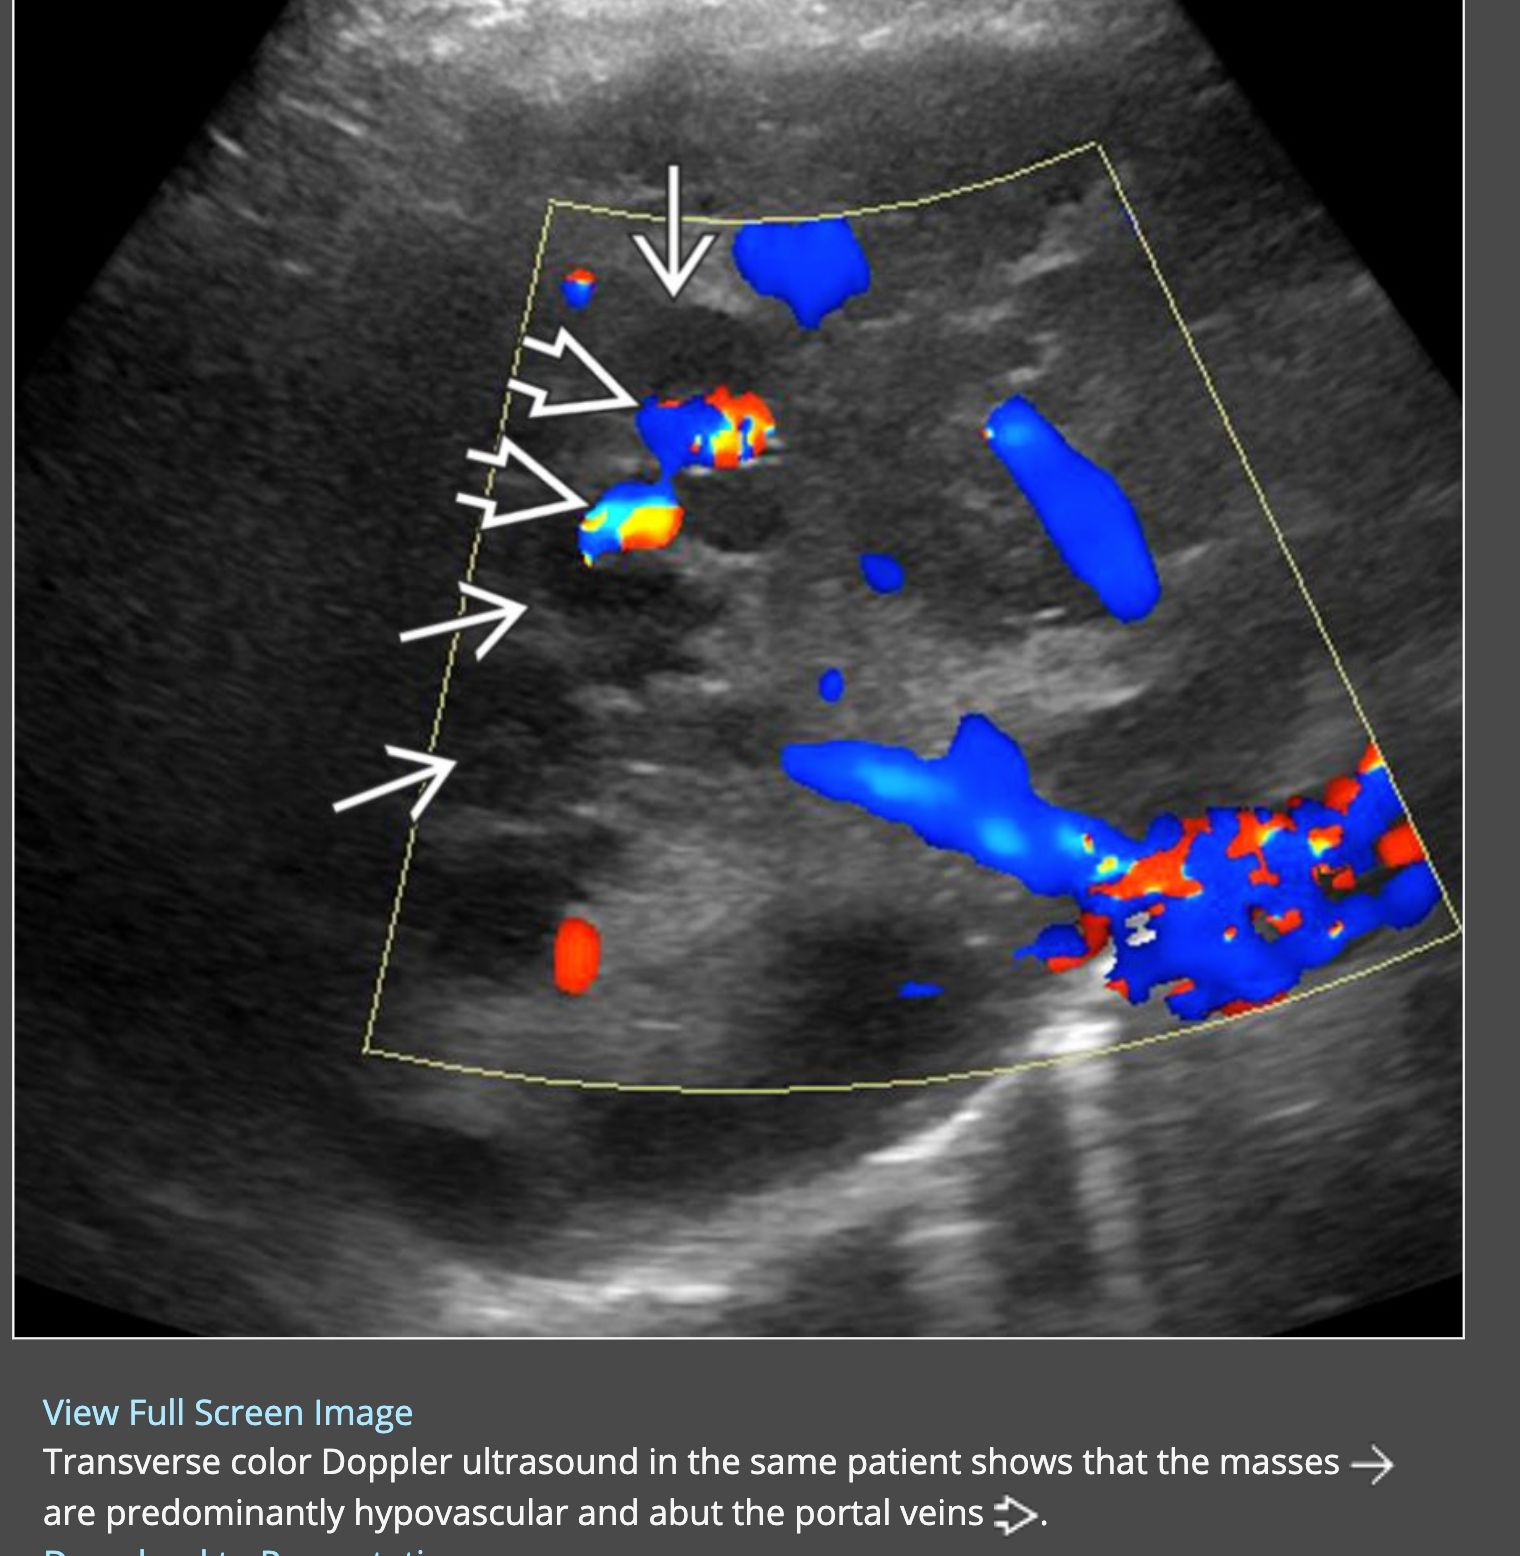 View Full Screen Image
Transverse color Doppler ultrasound in the same patient shows that the masses
are predominantly hypovascular and abut the portal veins .